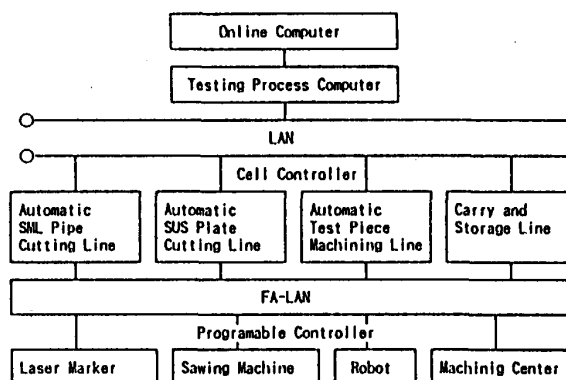 Online Computer
Testing Process Computer
LAN
Cell Controller
Automatic
SML Pipe
Cutting Line
Automatic
SUS Plate
Cutting Line
Automatic
Test Piece
Machining Line
Carry and
Storage Line
FA-LAN
Programable Controller
Laser Marker
Sawing Machine
Robot
Machinig Center